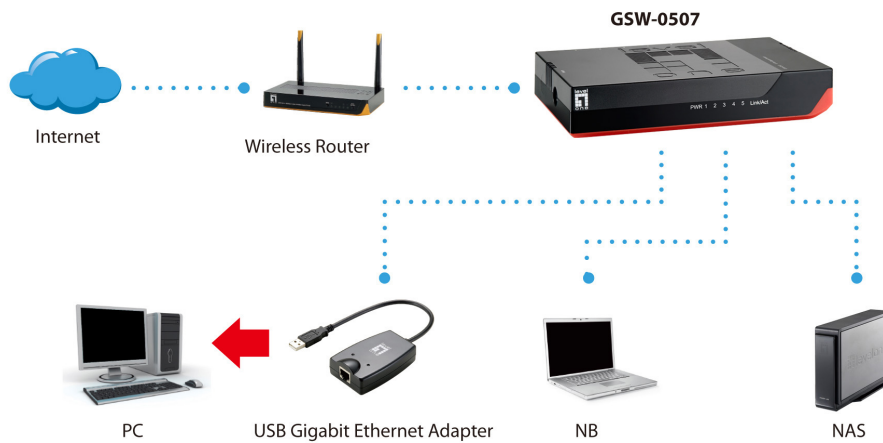 GSW-0507
level
one
PWR 1 2 3 4 5 Link/Act
Internet
Wireless Router
PC
USB Gigabit Ethernet Adapter
NB
NAS